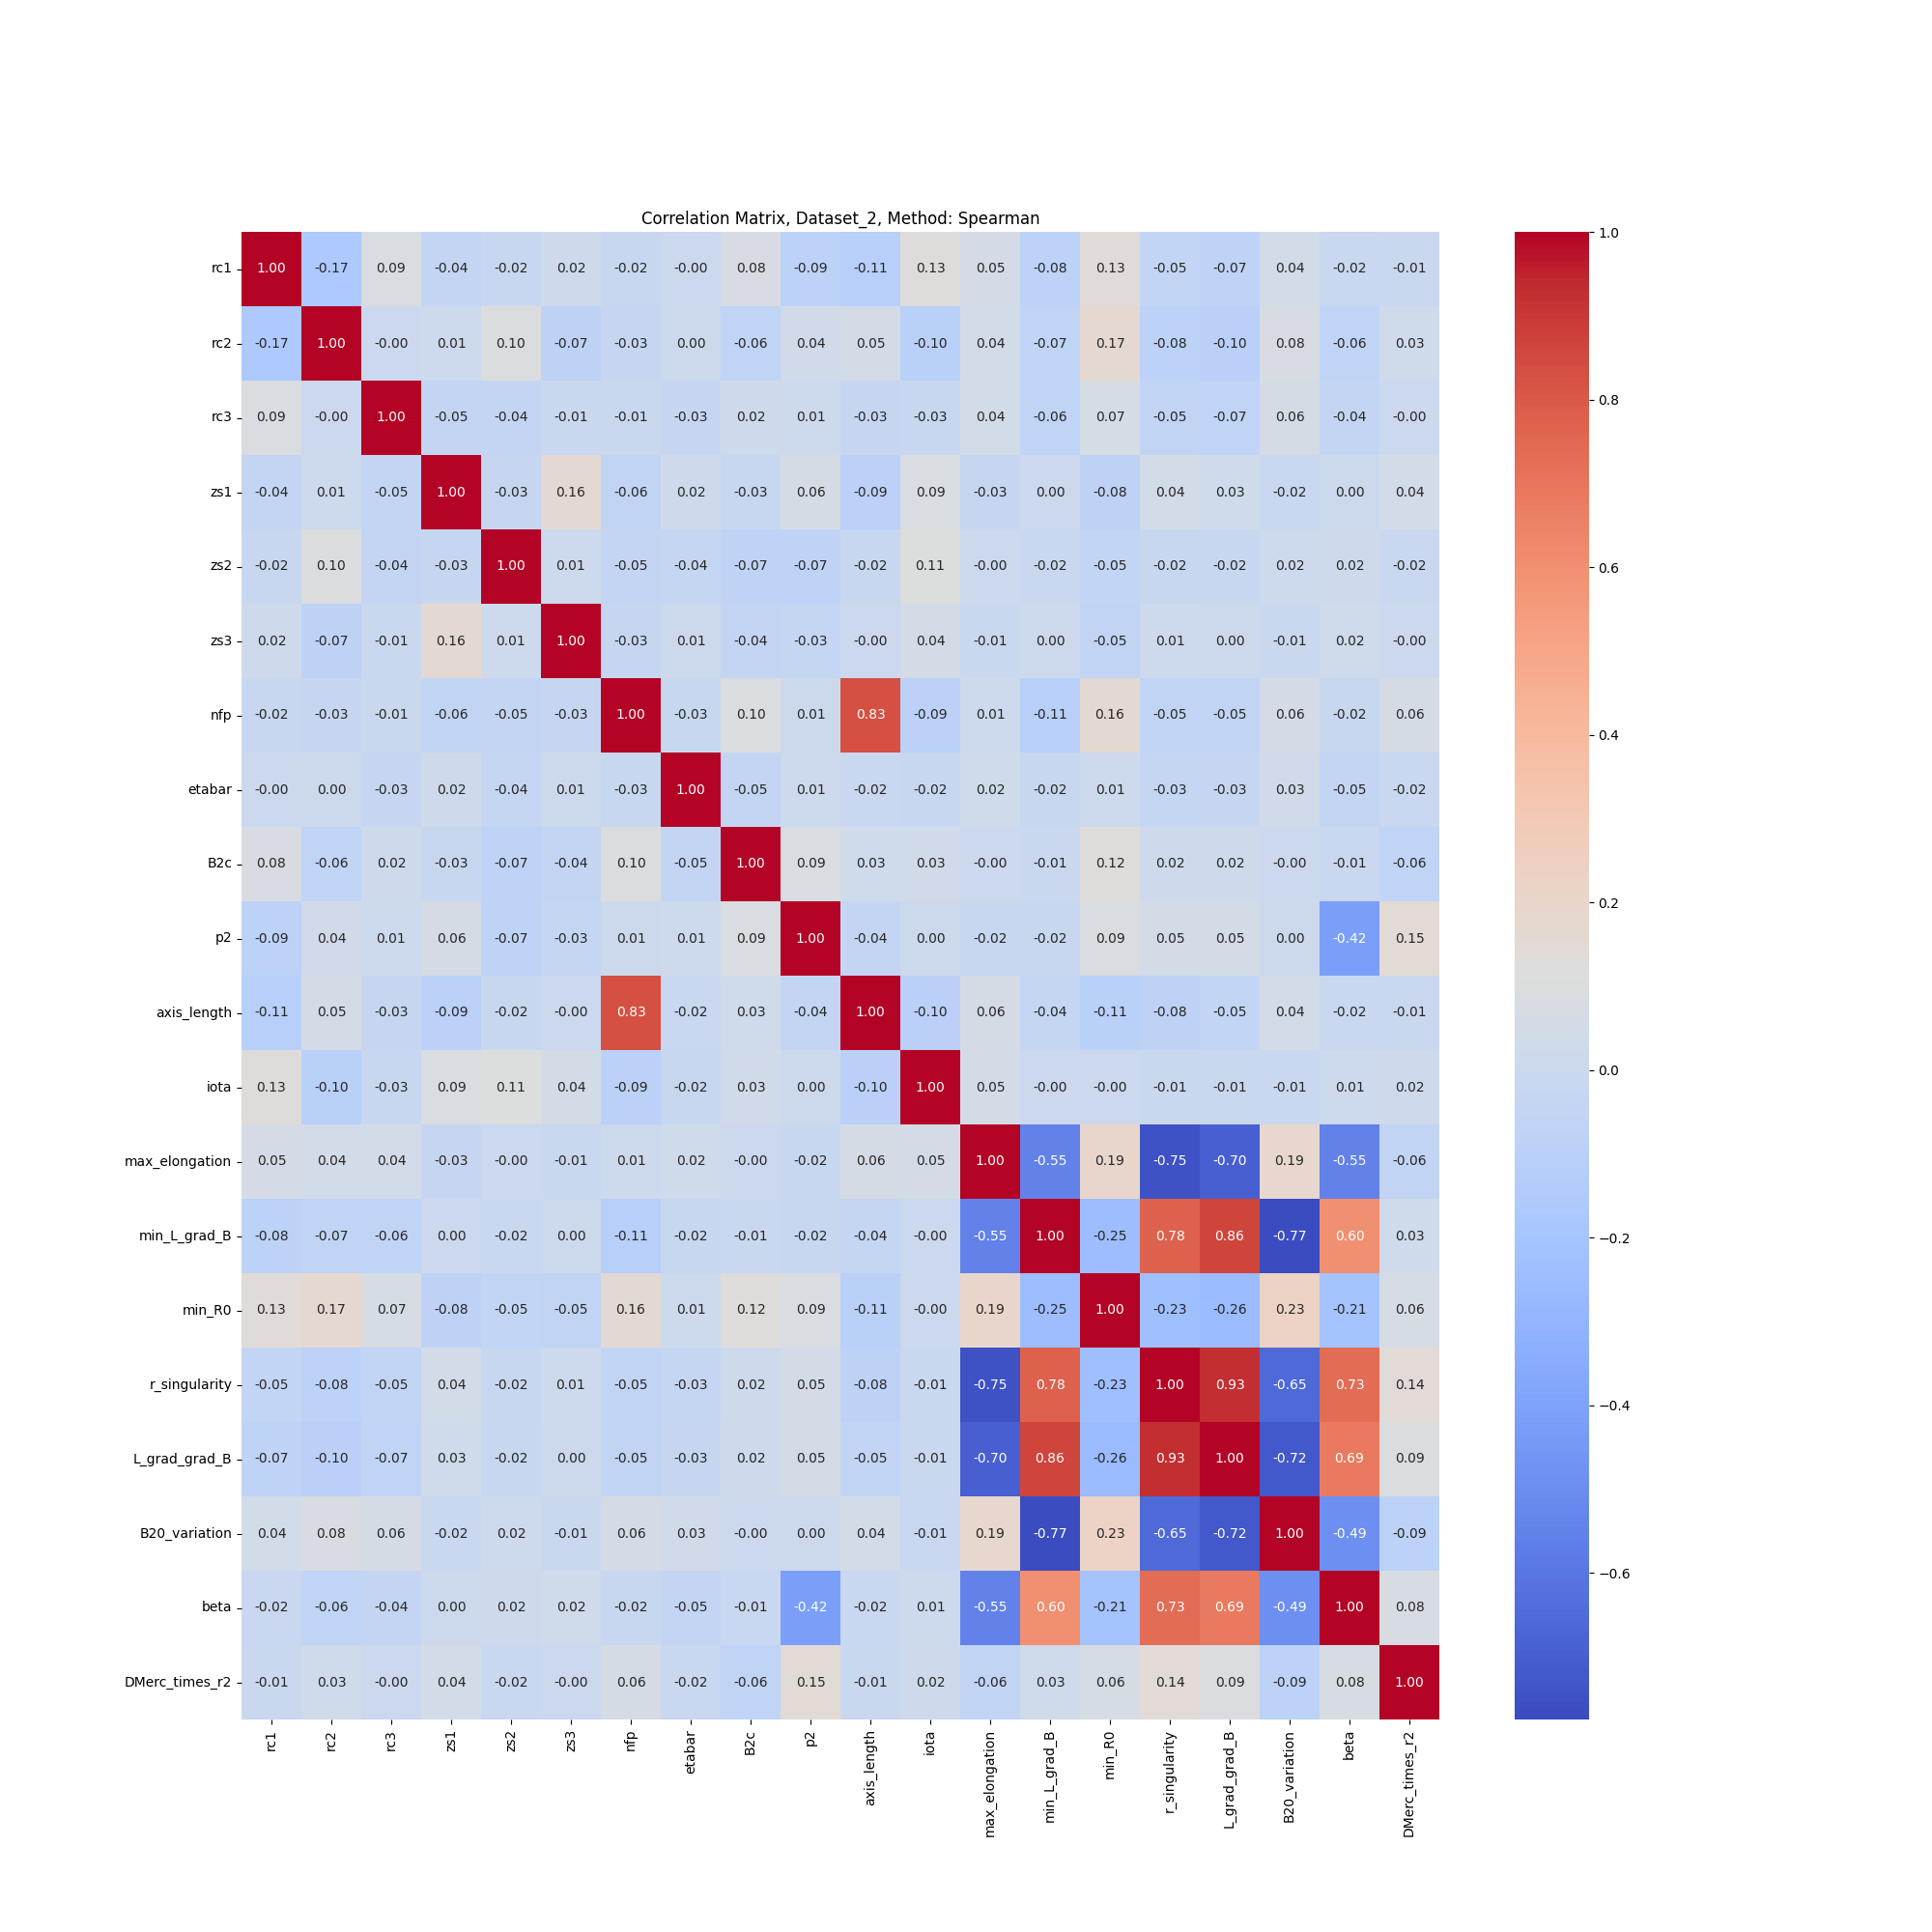 Correlation Matrix, Dataset_2, Method: Spearman
rc1 1.00 -0.17 0.09 -0.04 -0.02 0.02 -0.02 -0.00 0.08 -0.09 -0.11 0.13 0.05 -0.08 0.13 -0.05 -0.07 0.04 -0.02 -0.01
rc2 -0.17 1.00 -0.00 0.01 0.10 -0.07 -0.03 0.00 -0.06 0.04 0.05 -0.10 0.04 -0.07 0.17 -0.08 -0.10 0.08 -0.06 0.03
rc3 0.09 -0.00 1.00 -0.05 -0.04 -0.01 -0.01 -0.03 0.02 0.01 -0.03 -0.03 0.04 -0.06 0.07 -0.05 -0.07 0.06 -0.04 -0.00
zs1 -0.04 0.01 -0.05 1.00 -0.03 0.16 -0.06 0.02 -0.03 0.06 -0.09 0.09 -0.03 0.00 -0.08 0.04 0.03 -0.02 0.00 0.04
zs2 -0.02 0.10 -0.04 -0.03 1.00 0.01 -0.05 -0.04 -0.07 -0.07 -0.02 0.11 -0.00 -0.02 -0.05 -0.02 -0.02 0.02 0.02 -0.02
zs3 0.02 -0.07 -0.01 0.16 0.01 1.00 -0.03 0.01 -0.04 -0.03 -0.00 0.04 -0.01 0.00 -0.05 0.01 0.00 -0.01 0.02 -0.00
nfp -0.02 -0.03 -0.01 -0.06 -0.05 -0.03 1.00 -0.03 0.10 0.01 0.83 -0.09 0.01 -0.11 0.16 -0.05 -0.05 0.06 -0.02 0.06
etabar -0.00 0.00 -0.03 0.02 -0.04 0.01 -0.03 1.00 -0.05 0.01 -0.02 -0.02 0.02 -0.02 0.01 -0.03 -0.03 0.03 -0.05 -0.02
B2c 0.08 -0.06 0.02 -0.03 -0.07 -0.04 0.10 -0.05 1.00 0.09 0.03 0.03 -0.00 -0.01 0.12 0.02 0.02 -0.00 -0.01 -0.06
p2 -0.09 0.04 0.01 0.06 -0.07 -0.03 0.01 0.01 0.09 1.00 -0.04 0.00 -0.02 -0.02 0.09 0.05 0.05 0.00 -0.42 0.15
axis_length -0.11 0.05 -0.03 -0.09 -0.02 -0.00 0.83 -0.02 0.03 -0.04 1.00 -0.10 0.06 -0.04 -0.11 -0.08 -0.05 0.04 -0.02 -0.01
iota 0.13 -0.10 -0.03 0.09 0.11 0.04 -0.09 -0.02 0.03 0.00 -0.10 1.00 0.05 -0.00 -0.00 -0.01 -0.01 -0.01 0.01 0.02
max_elongation 0.05 0.04 0.04 -0.03 -0.00 -0.01 0.01 0.02 -0.00 -0.02 0.06 0.05 1.00 -0.55 0.19 -0.75 -0.70 0.19 -0.55 -0.06
min_L_grad_B -0.08 -0.07 -0.06 0.00 -0.02 0.00 -0.11 -0.02 -0.01 -0.02 -0.04 -0.00 -0.55 1.00 -0.25 0.78 0.86 -0.77 0.60 0.03
min_R0 0.13 0.17 0.07 -0.08 -0.05 -0.05 0.16 0.01 0.12 0.09 -0.11 -0.00 0.19 -0.25 1.00 -0.23 -0.26 0.23 -0.21 0.06
r_singularity -0.05 -0.08 -0.05 0.04 -0.02 0.01 -0.05 -0.03 0.02 0.05 -0.08 -0.01 -0.75 0.78 -0.23 1.00 0.93 -0.65 0.73 0.14
L_grad_grad_B -0.07 -0.10 -0.07 0.03 -0.02 0.00 -0.05 -0.03 0.02 0.05 -0.05 -0.01 -0.70 0.86 -0.26 0.93 1.00 -0.72 0.69 0.09
B20_variation 0.04 0.08 0.06 -0.02 0.02 -0.01 0.06 0.03 -0.00 0.00 0.04 -0.01 0.19 -0.77 0.23 -0.65 -0.72 1.00 -0.49 -0.09
beta -0.02 -0.06 -0.04 0.00 0.02 0.02 -0.02 -0.05 -0.01 -0.42 -0.02 0.01 -0.55 0.60 -0.21 0.73 0.69 -0.49 1.00 0.08
DMerc_times_r2 -0.01 0.03 -0.00 0.04 -0.02 -0.00 0.06 -0.02 -0.06 0.15 -0.01 0.02 -0.06 0.03 0.06 0.14 0.09 -0.09 0.08 1.00
rc1 rc2 rc3 zs1 zs2 zs3 nfp etabar B2c p2 axis_length iota max_elongation min_L_grad_B min_R0 r_singularity L_grad_grad_B B20_variation beta DMerc_times_r2
1.0
0.8
0.6
0.4
0.2
0.0
−0.2
−0.4
−0.6